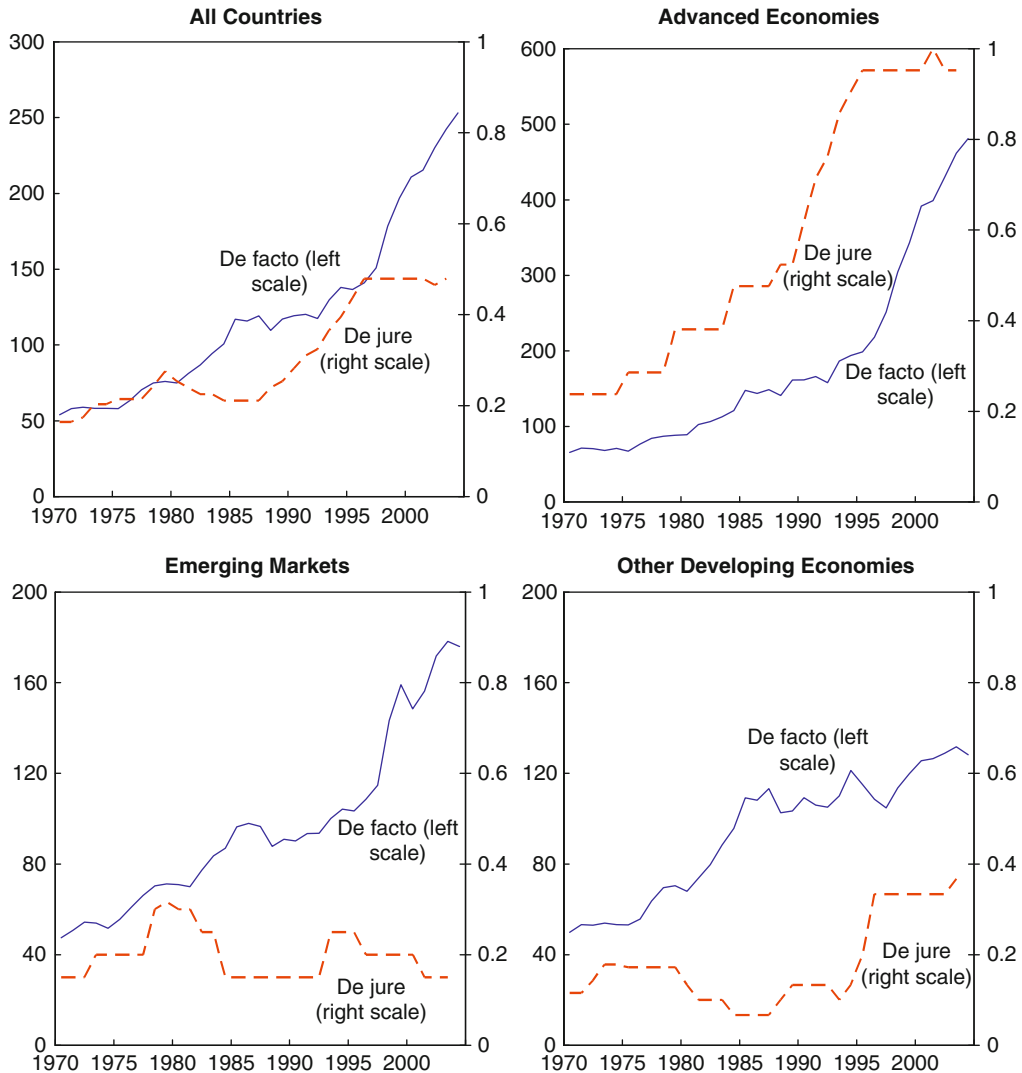 All Countries
300
250
200
150
100
50
0
1
0.8
0.6
0.4
0.2
0
De facto (left
scale)
De jure
(right scale)
1970 1975 1980 1985 1990 1995 2000
Advanced Economies
600
500
400
300
200
100
0
1
0.8
0.6
0.4
0.2
0
De jure
(right scale)
De facto (left
scale)
1970 1975 1980 1985 1990 1995 2000
Emerging Markets
200
160
120
80
40
0
1
0.8
0.6
0.4
0.2
0
De facto (left
scale)
De jure
(right scale)
1970 1975 1980 1985 1990 1995 2000
Other Developing Economies
200
160
120
80
40
0
1
0.8
0.6
0.4
0.2
0
De facto (left
scale)
De jure
(right scale)
1970 1975 1980 1985 1990 1995 2000